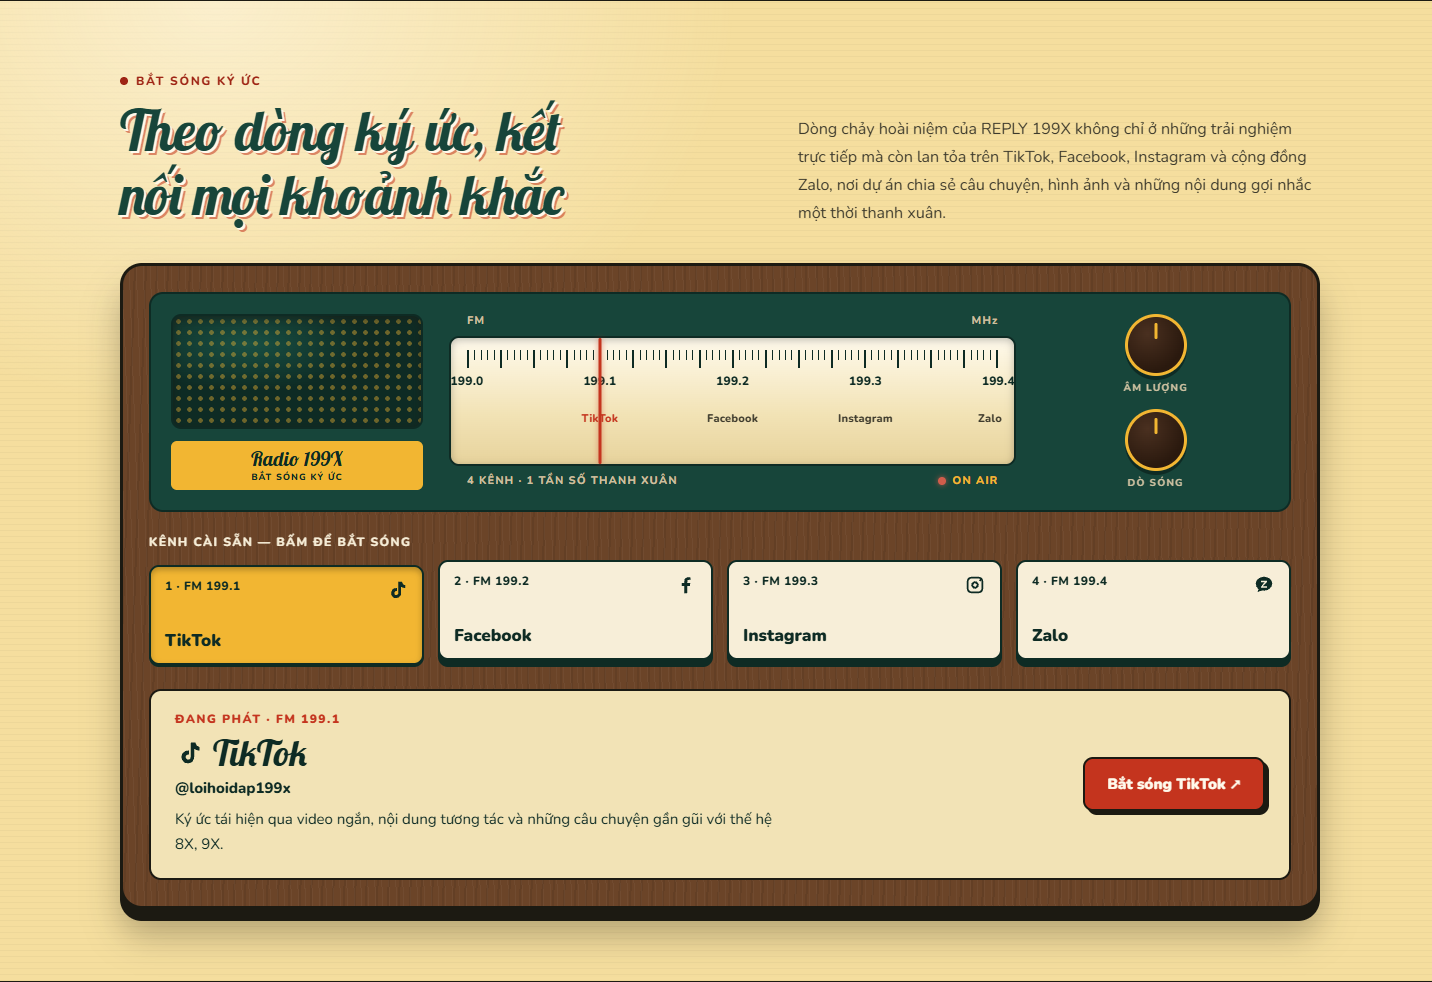 BẮT SÓNG KÝ ỨC
Theo dòng ký ức, kết
nối mọi khoảnh khắc
Dòng chảy hoài niệm của REPLY 199X không chỉ ở những trải nghiệm
trực tiếp mà còn lan tỏa trên TikTok, Facebook, Instagram và cộng đồng
Zalo, nơi dự án chia sẻ câu chuyện, hình ảnh và những nội dung gợi nhắc
một thời thanh xuân.
FM MHz
199.0 199.1 199.2 199.3 199.4
TikTok Facebook Instagram Zalo
4 KÊNH · 1 TẦN SỐ THANH XUÂN ON AIR
Radio 199X
BẮT SÓNG KÝ ỨC
ÂM LƯỢNG
DÒ SÓNG
KÊNH CÀI SẴN — BẤM ĐỂ BẮT SÓNG
1 · FM 199.1
TikTok
2 · FM 199.2
Facebook
3 · FM 199.3
Instagram
4 · FM 199.4
Z
Zalo
ĐANG PHÁT · FM 199.1
TikTok
@loihoidap199x
Ký ức tái hiện qua video ngắn, nội dung tương tác và những câu chuyện gần gũi với thế hệ
8X, 9X.
Bắt sóng TikTok ↗